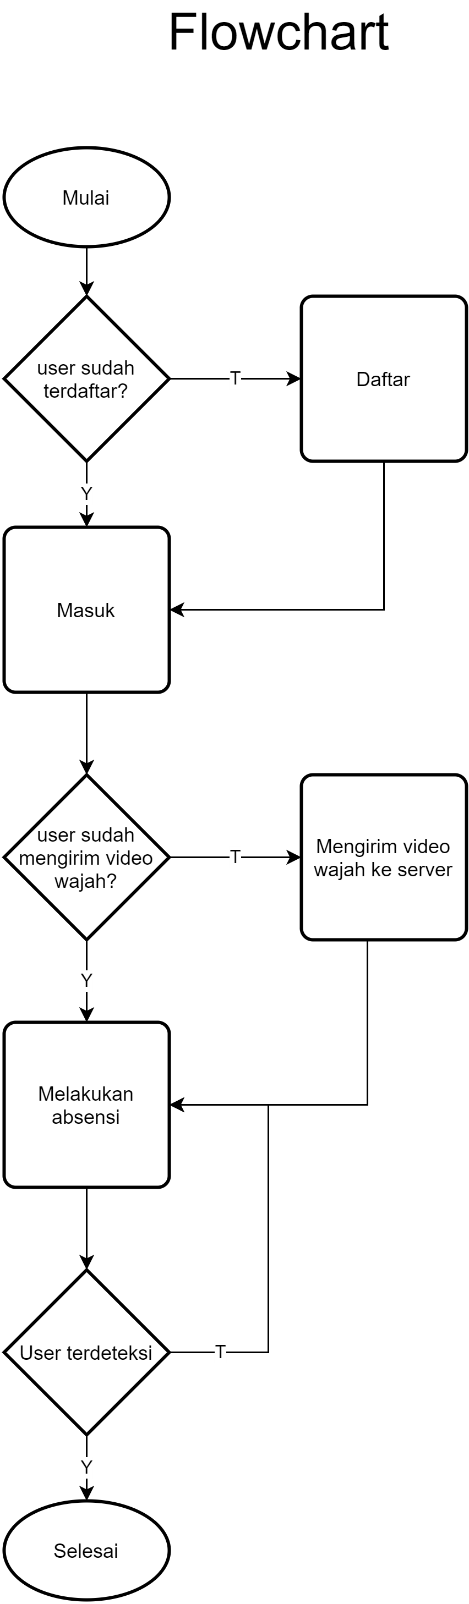 Flowchart
Mulai
user sudah
terdaftar?
T
Daftar
Y
Masuk
user sudah
mengirim video
wajah?
T
Mengirim video
wajah ke server
Y
Melakukan
absensi
User terdeteksi
T
Y
Selesai